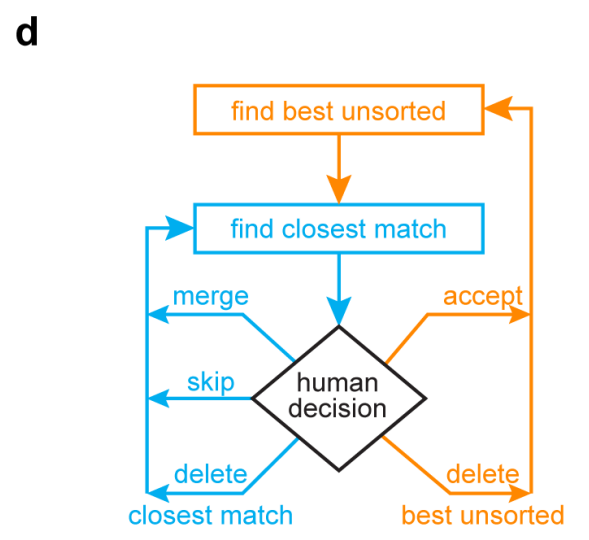 d
find best unsorted
find closest match
merge
accept
skip
human
decision
delete
closest match
delete
best unsorted